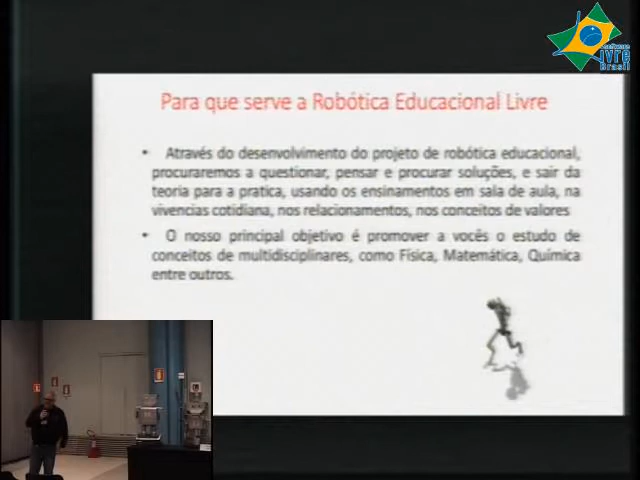 software
livre
Brasil
Para que serve a Robótica Educacional Livre
• Através do desenvolvimento do projeto de robótica educacional,
procuraremos a questionar, pensar e procurar soluções, e sair da
teoria para a pratica, usando os ensinamentos em sala de aula, na
vivencias cotidiana, nos relacionamentos, nos conceitos de valores
• O nosso principal objetivo é promover a vocês o estudo de
conceitos de multidisciplinares, como Física, Matemática, Química
entre outros.